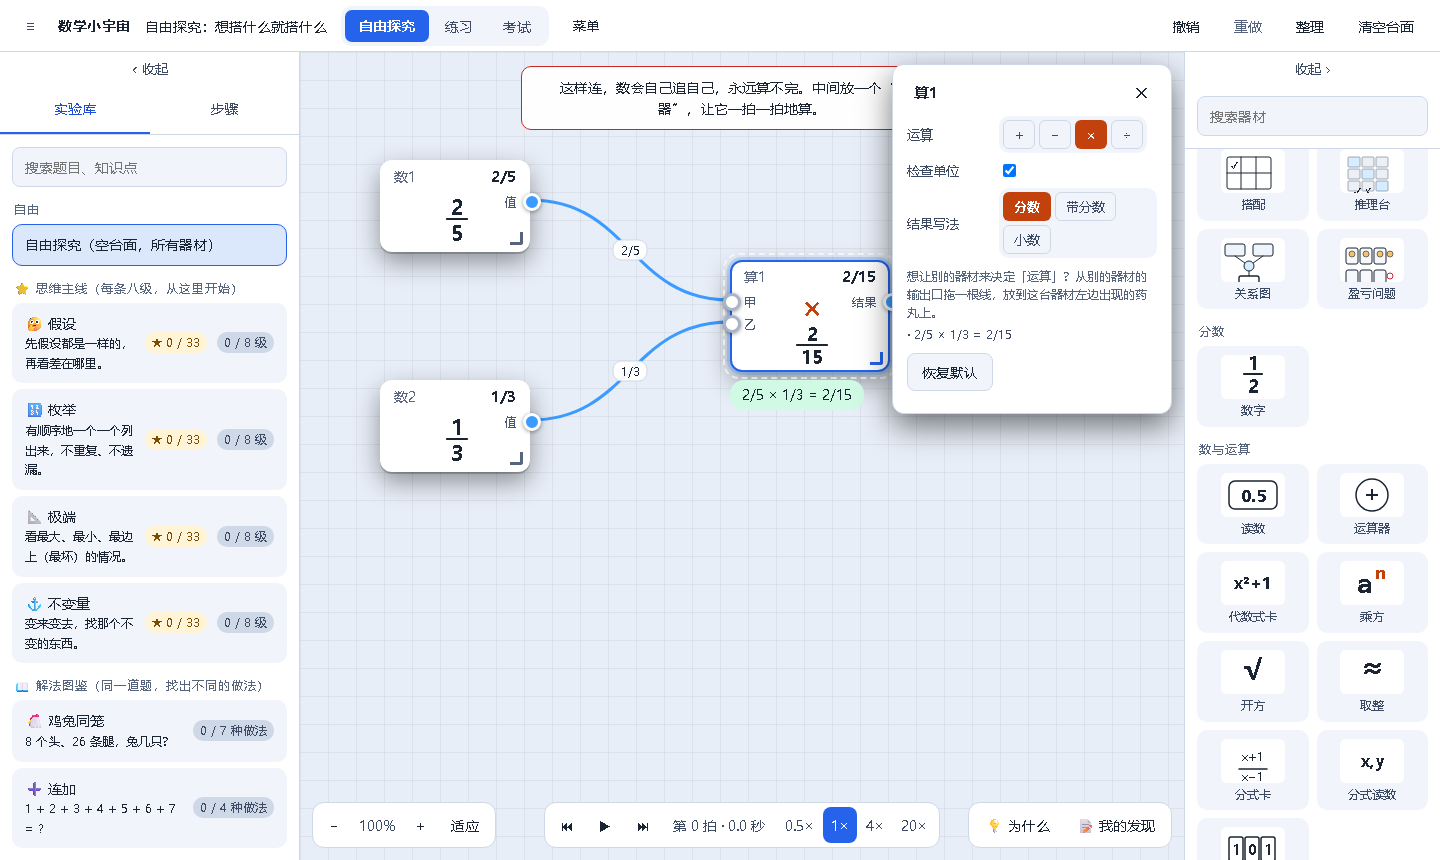 ≡ 数学小宇宙 自由探究：想搭什么就搭什么 自由探究 练习 考试 菜单 撤销 重做 整理 清空台面
‹ 收起
实验库 步骤
搜索题目、知识点
自由
自由探究（空台面，所有器材）
思维主线（每条八级，从这里开始）
假设
先假设都是一样的，
再看差在哪里。
★ 0 / 33 0 / 8 级
枚举
有顺序地一个一个列
出来，不重复、不遗
漏。
★ 0 / 33 0 / 8 级
极端
看最大、最小、最边
上（最坏）的情况。
★ 0 / 33 0 / 8 级
不变量
变来变去，找那个不
变的东西。
★ 0 / 33 0 / 8 级
解法图鉴（同一道题，找出不同的做法）
鸡兔同笼
8 个头、26 条腿，兔几只?
0 / 7 种做法
连加
1 + 2 + 3 + 4 + 5 + 6 + 7
= ?
0 / 4 种做法
这样连，数会自己追自己，永远算不完。中间放一个“
器”，让它一拍一拍地算。
数1 2/5
值
2
5
2/5
数2 1/3
值
1
3
1/3
算1 2/15
甲 结果
乙
×
2
15
2/5 × 1/3 = 2/15
算1 ✕
运算 + − × ÷
检查单位
结果写法 分数 带分数
小数
想让别的器材来决定「运算」？从别的器材的
输出口拖一根线，放到这台器材左边出现的药
丸上。
· 2/5 × 1/3 = 2/15
恢复默认
− 100% + 适应
第 0 拍 · 0.0 秒 0.5× 1× 4× 20×
为什么 我的发现
收起 ›
搜索器材
搭配 推理台
关系图 盈亏问题
分数
1
2
数字
数与运算
0.5 +
读数 运算器
x²+1 aⁿ
代数式卡 乘方
√ ≈
开方 取整
x+1
x−1
x,y
分式卡 分式读数
1 0 1